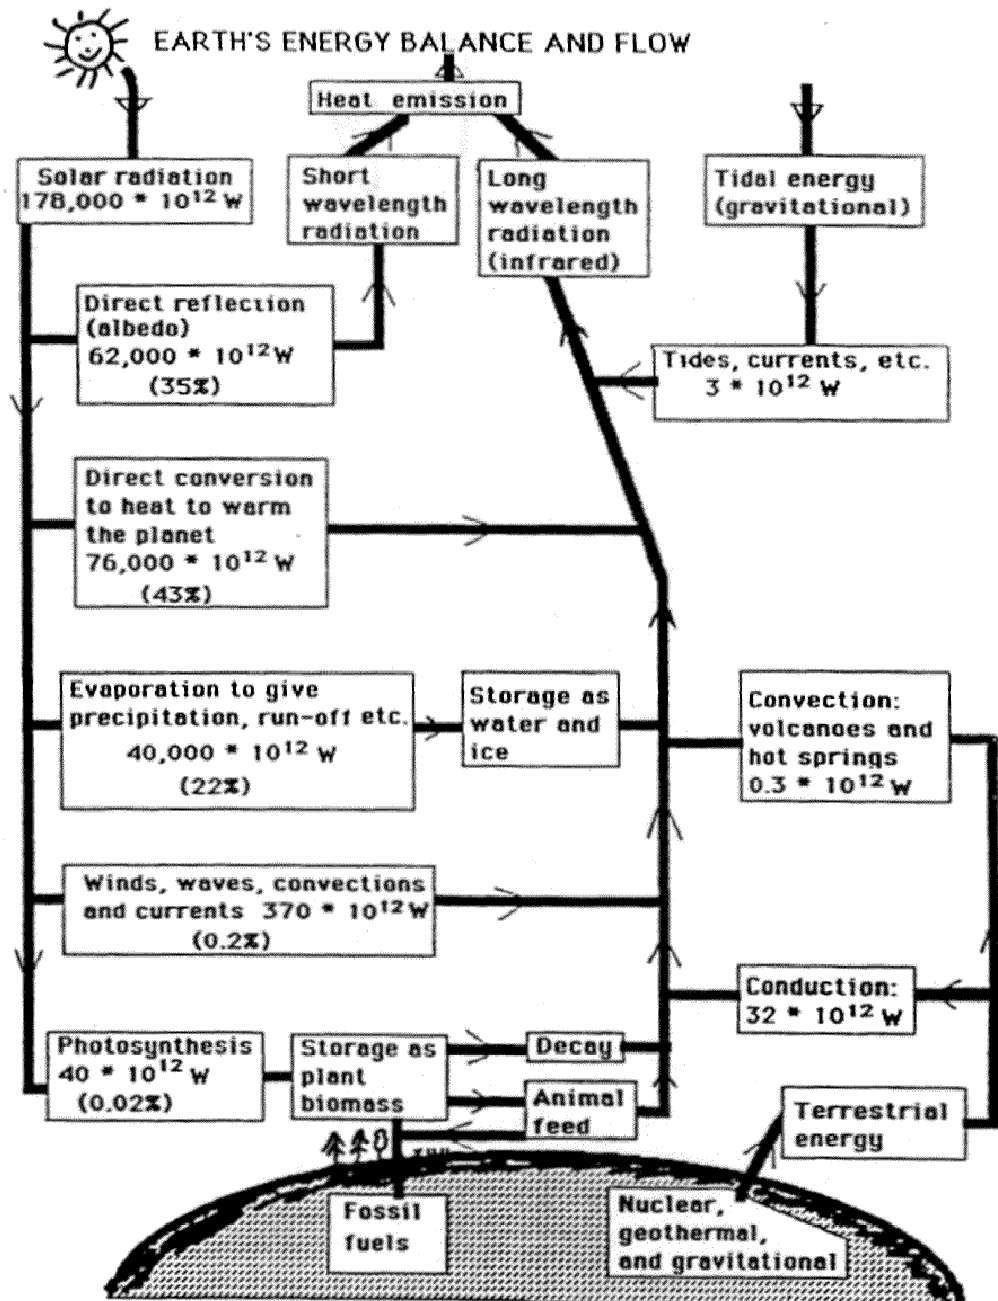 EARTH'S ENERGY BALANCE AND FLOW
Heat emission
Solar radiation
178,000 * 10¹² W
Short
wavelength
radiation
Long
wavelength
radiation
(infrared)
Tidal energy
(gravitational)
Direct reflection
(albedo)
62,000 * 10¹² W
(35%)
Tides, currents, etc.
3 * 10¹² W
Direct conversion
to heat to warm
the planet
76,000 * 10¹² W
(43%)
Evaporation to give
precipitation, run-off etc.
40,000 * 10¹² W
(22%)
Storage as
water and
ice
Convection:
volcanoes and
hot springs
0.3 * 10¹² W
Winds, waves, convections
and currents 370 * 10¹² W
(0.2%)
Conduction:
32 * 10¹² W
Photosynthesis
40 * 10¹² W
(0.02%)
Storage as
plant
biomass
Decay
Animal
feed
Terrestrial
energy
Fossil
fuels
Nuclear,
geothermal,
and gravitational